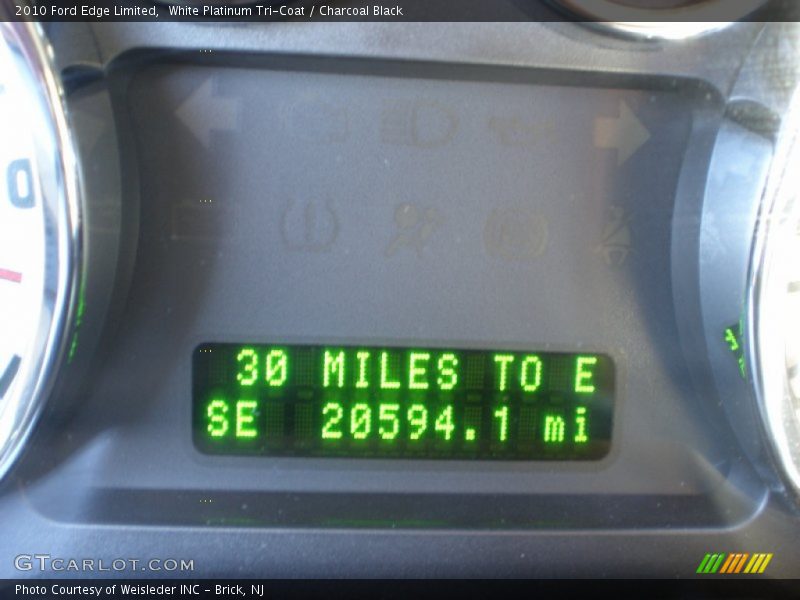 2010 Ford Edge Limited,  White Platinum Tri-Coat / Charcoal Black
0
30 MILES TO E
SE 20594.1 mi
GTCARLOT.COM
Photo Courtesy of Weisleder INC - Brick, NJ